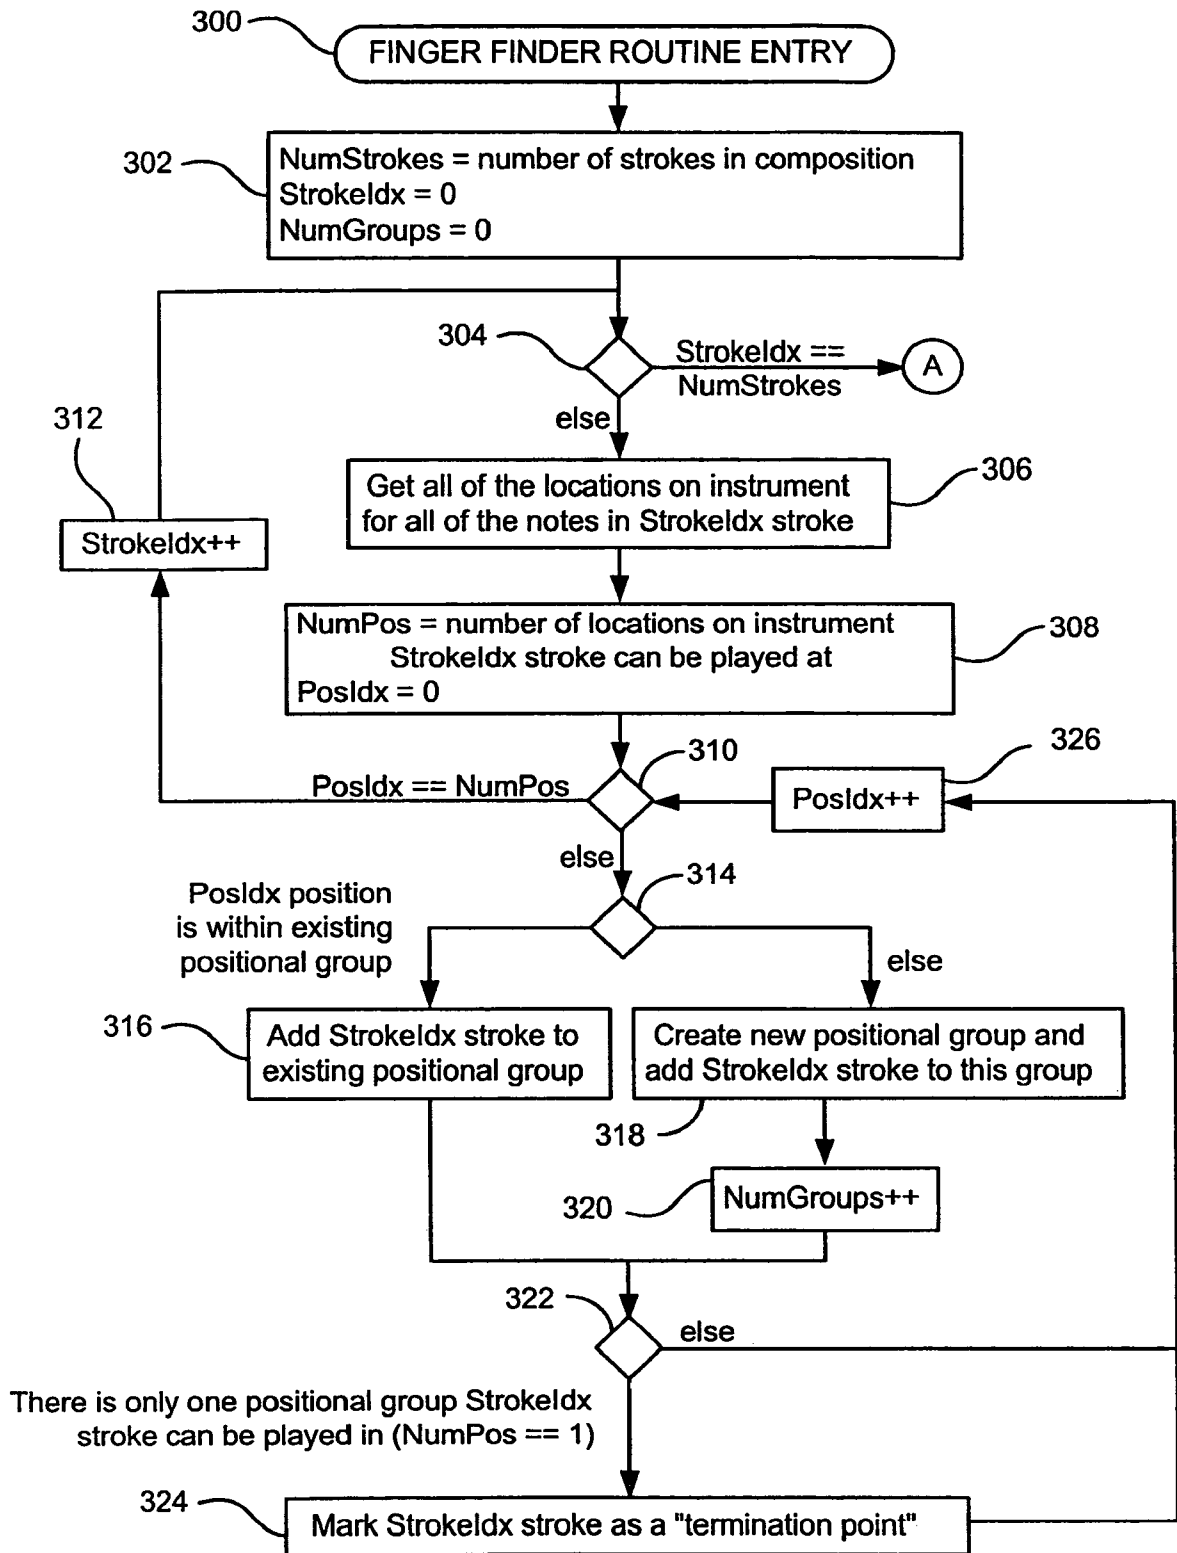 300
FINGER FINDER ROUTINE ENTRY
302
NumStrokes = number of strokes in composition
StrokeIdx = 0
NumGroups = 0
304
StrokeIdx ==
NumStrokes
A
else
312
StrokeIdx++
306
Get all of the locations on instrument
for all of the notes in StrokeIdx stroke
308
NumPos = number of locations on instrument
StrokeIdx stroke can be played at
PosIdx = 0
310
326
PosIdx == NumPos
PosIdx++
else
314
PosIdx position
is within existing
positional group
else
316
Add StrokeIdx stroke to
existing positional group
Create new positional group and
add StrokeIdx stroke to this group
318
320
NumGroups++
322
else
There is only one positional group StrokeIdx
stroke can be played in (NumPos == 1)
324
Mark StrokeIdx stroke as a "termination point"